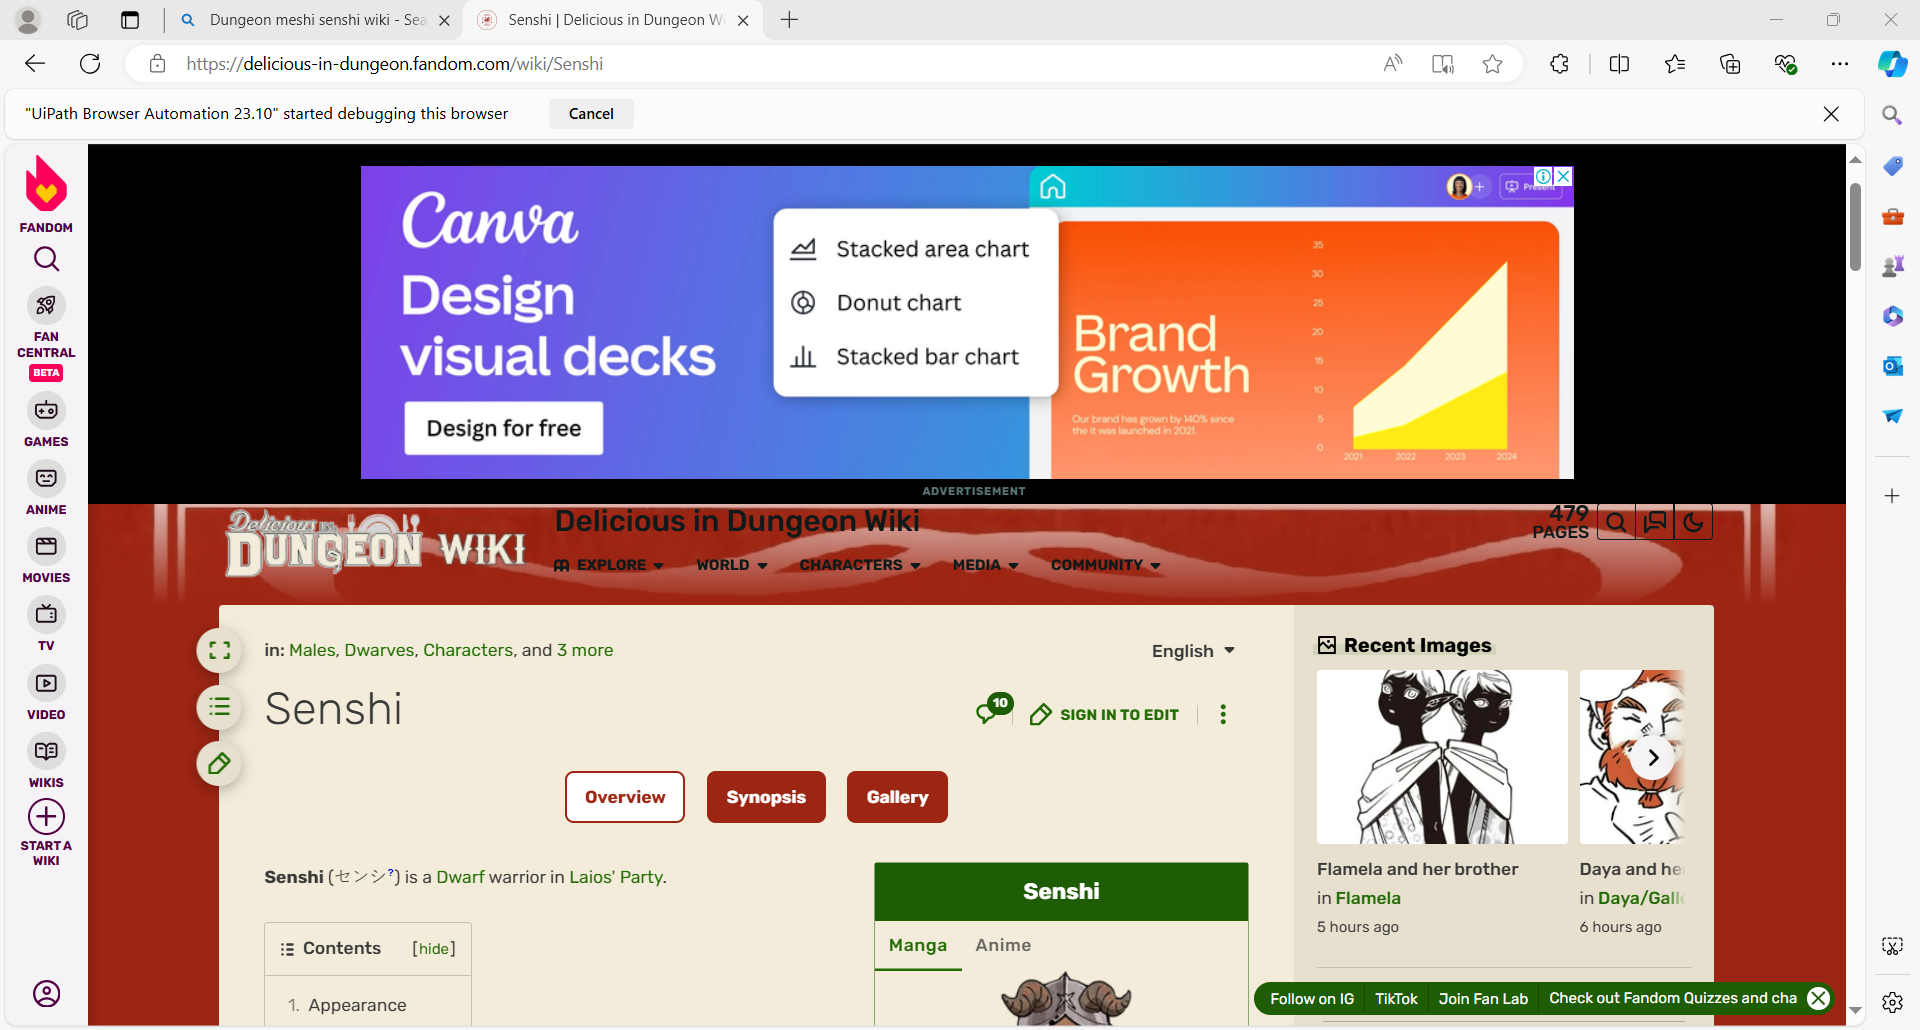 Dungeon meshi senshi wiki - Sea
Senshi | Delicious in Dungeon Wi
https://delicious-in-dungeon.fandom.com/wiki/Senshi
"UiPath Browser Automation 23.10" started debugging this browser
Cancel
FANDOM
FAN
CENTRAL
BETA
GAMES
ANIME
MOVIES
TV
VIDEO
WIKIS
START A
WIKI
Canva
Design
visual decks
Design for free
Stacked area chart
Donut chart
Stacked bar chart
Present
Brand
Growth
Our brand has grown by 140% since
the it was launched in 2021.
35
30
25
20
15
10
5
0
2021 2022 2023 2024
ADVERTISEMENT
Delicious in
DUNGEON WIKI
Delicious in Dungeon Wiki
479
PAGES
EXPLORE WORLD CHARACTERS MEDIA COMMUNITY
in: Males, Dwarves, Characters, and 3 more
English
Senshi
10
SIGN IN TO EDIT
Overview
Synopsis
Gallery
Senshi (センシ?) is a Dwarf warrior in Laios' Party.
Contents [hide]
1. Appearance
Senshi
Manga Anime
Recent Images
Flamela and her brother
in Flamela
5 hours ago
Daya and he
in Daya/Galle
6 hours ago
Follow on IG TikTok Join Fan Lab Check out Fandom Quizzes and cha